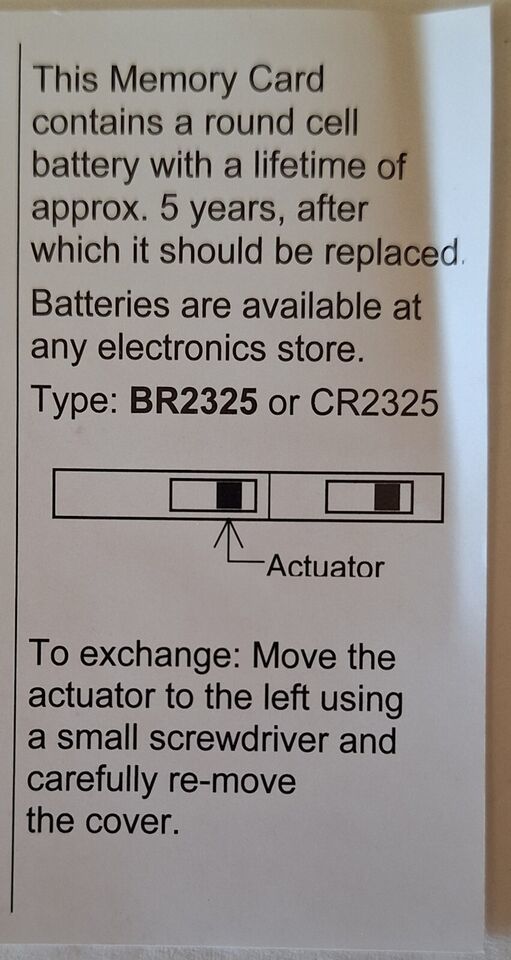 This Memory Card
contains a round cell
battery with a lifetime of
approx. 5 years, after
which it should be replaced.
Batteries are available at
any electronics store.
Type: BR2325 or CR2325
Actuator
To exchange: Move the
actuator to the left using
a small screwdriver and
carefully re-move
the cover.